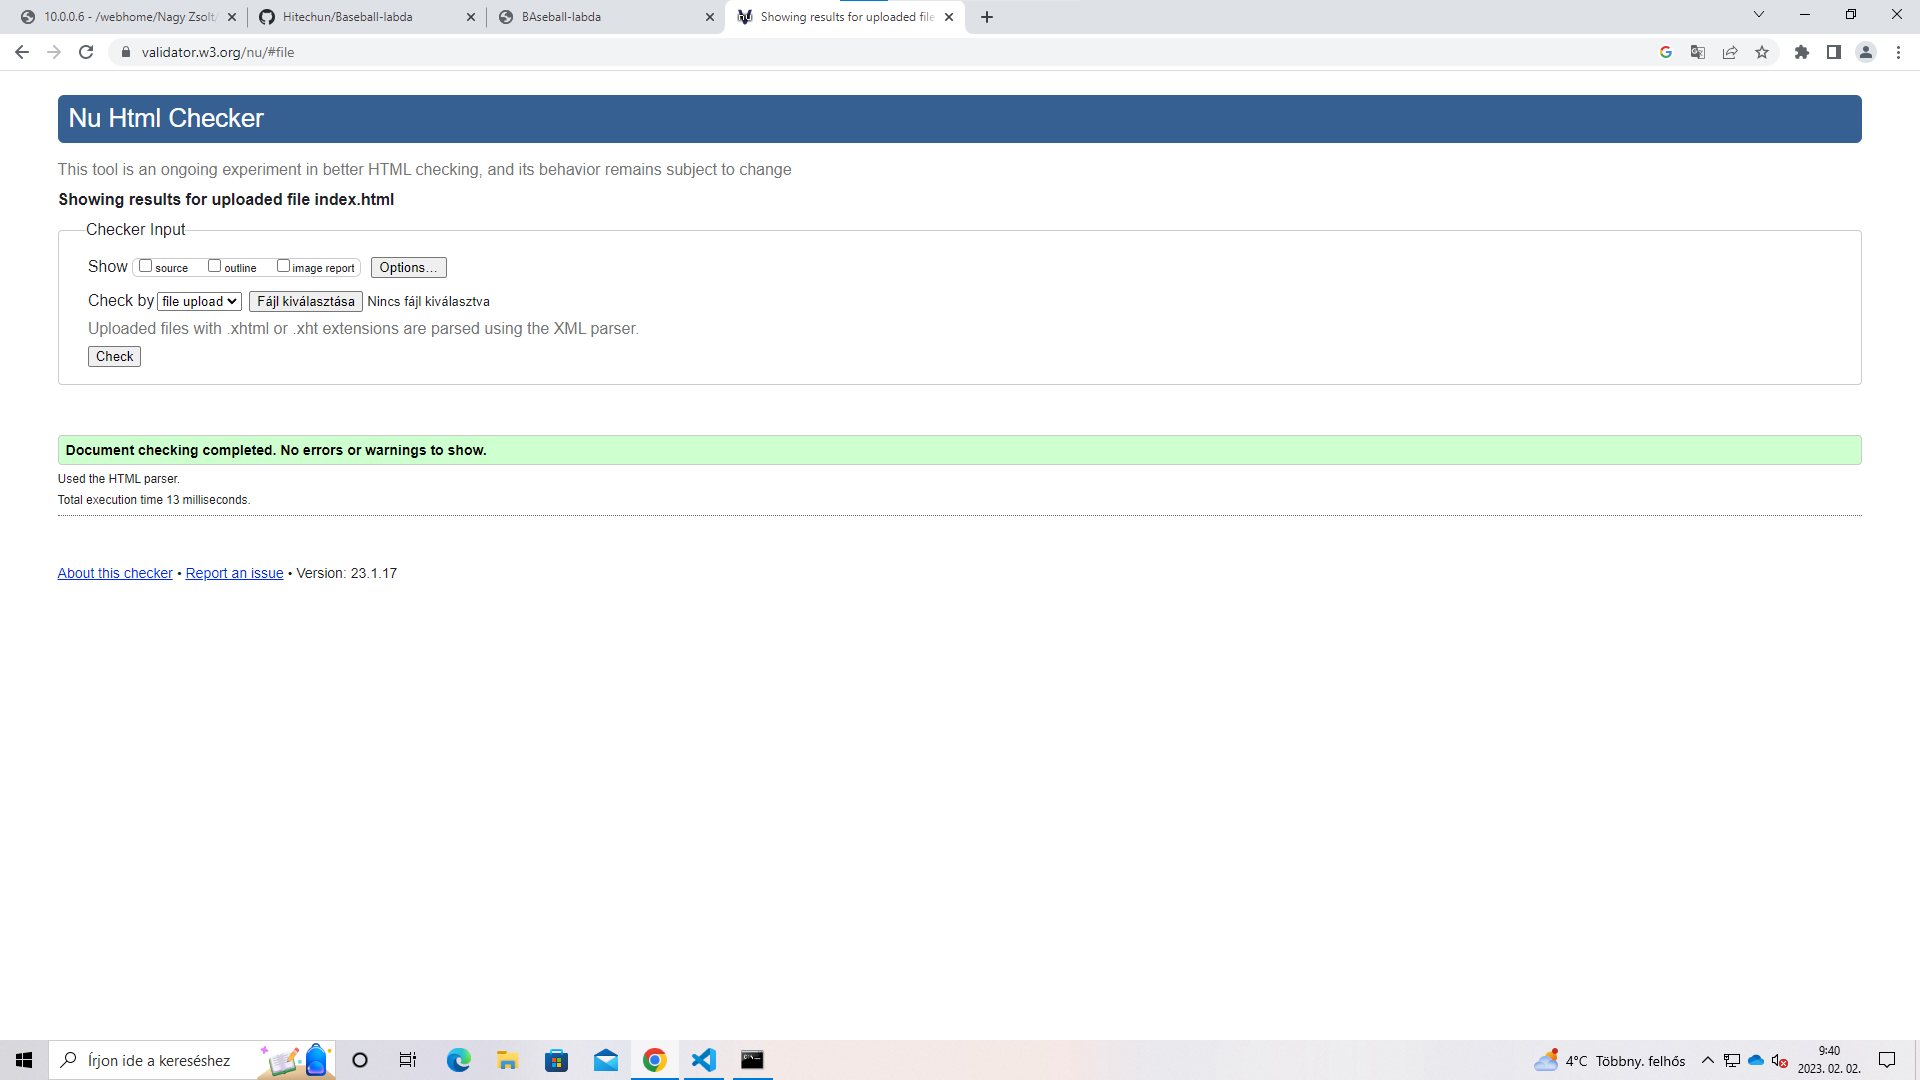 10.0.0.6 - /webhome/Nagy Zsolt/
Hitechun/Baseball-labda
BAseball-labda
Showing results for uploaded file
validator.w3.org/nu/#file
Nu Html Checker
This tool is an ongoing experiment in better HTML checking, and its behavior remains subject to change
Showing results for uploaded file index.html
Checker Input
Show source outline image report Options...
Check by file upload Fájl kiválasztása Nincs fájl kiválasztva
Uploaded files with .xhtml or .xht extensions are parsed using the XML parser.
Check
Document checking completed. No errors or warnings to show.
Used the HTML parser.
Total execution time 13 milliseconds.
About this checker • Report an issue • Version: 23.1.17
Írjon ide a kereséshez
4°C Többny. felhős
9:40
2023. 02. 02.